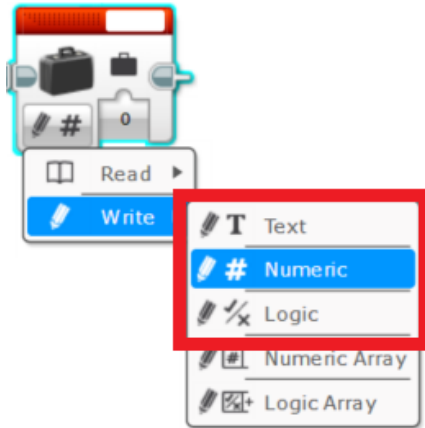 #
0
Read
Write
T Text
# Numeric
Logic
# Numeric Array
Logic Array